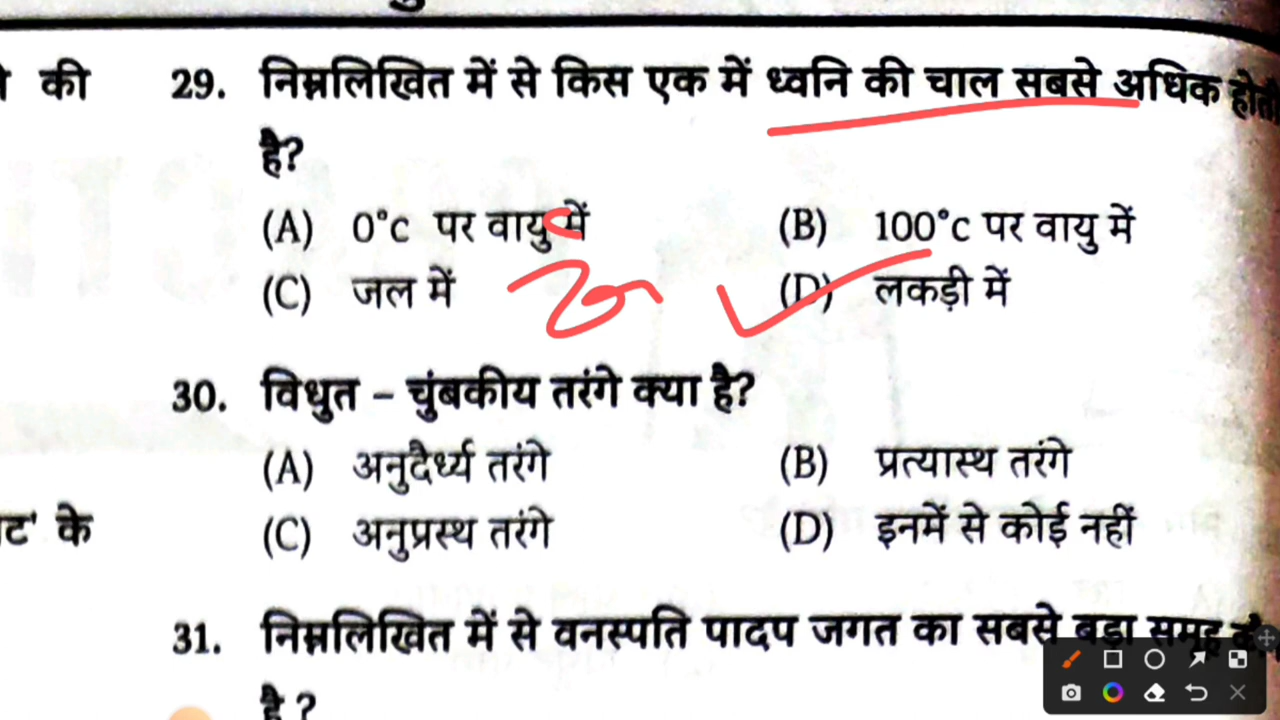 की
29. निम्नलिखित में से किस एक में ध्वनि की चाल सबसे अधिक होती
है?
(A) 0°c पर वायु में
(B) 100°c पर वायु में
(C) जल में
(D) लकड़ी में
30. विधुत – चुंबकीय तरंगे क्या है?
(A) अनुदैर्ध्य तरंगे
(B) प्रत्यास्थ तरंगे
(C) अनुप्रस्थ तरंगे
(D) इनमें से कोई नहीं
ट' के
31. निम्नलिखित में से वनस्पति पादप जगत का सबसे बड़ा समूह
है ?